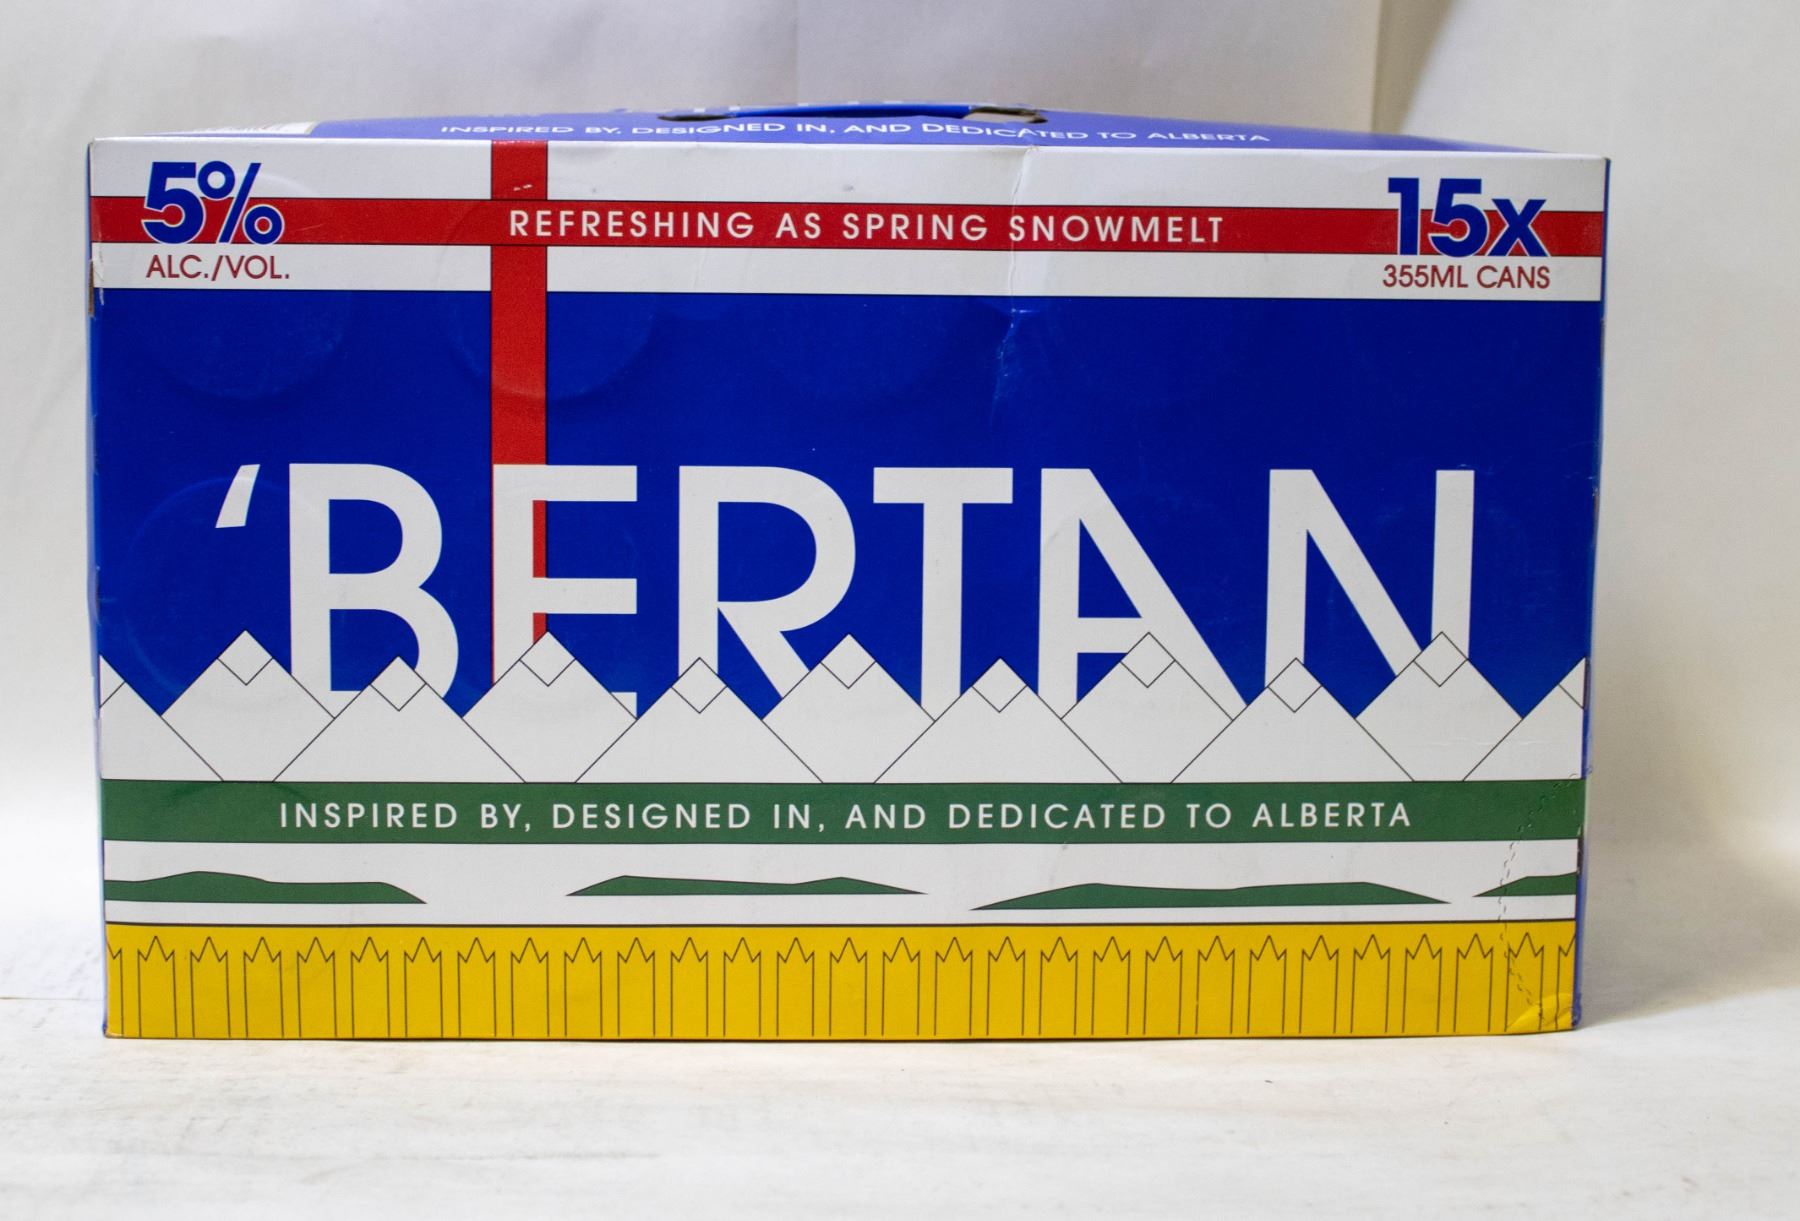 INSPIRED BY, DESIGNED IN, AND DEDICATED TO ALBERTA
5%
ALC./VOL.
REFRESHING AS SPRING SNOWMELT
15x
355ML CANS
‘BERTAN
INSPIRED BY, DESIGNED IN, AND DEDICATED TO ALBERTA